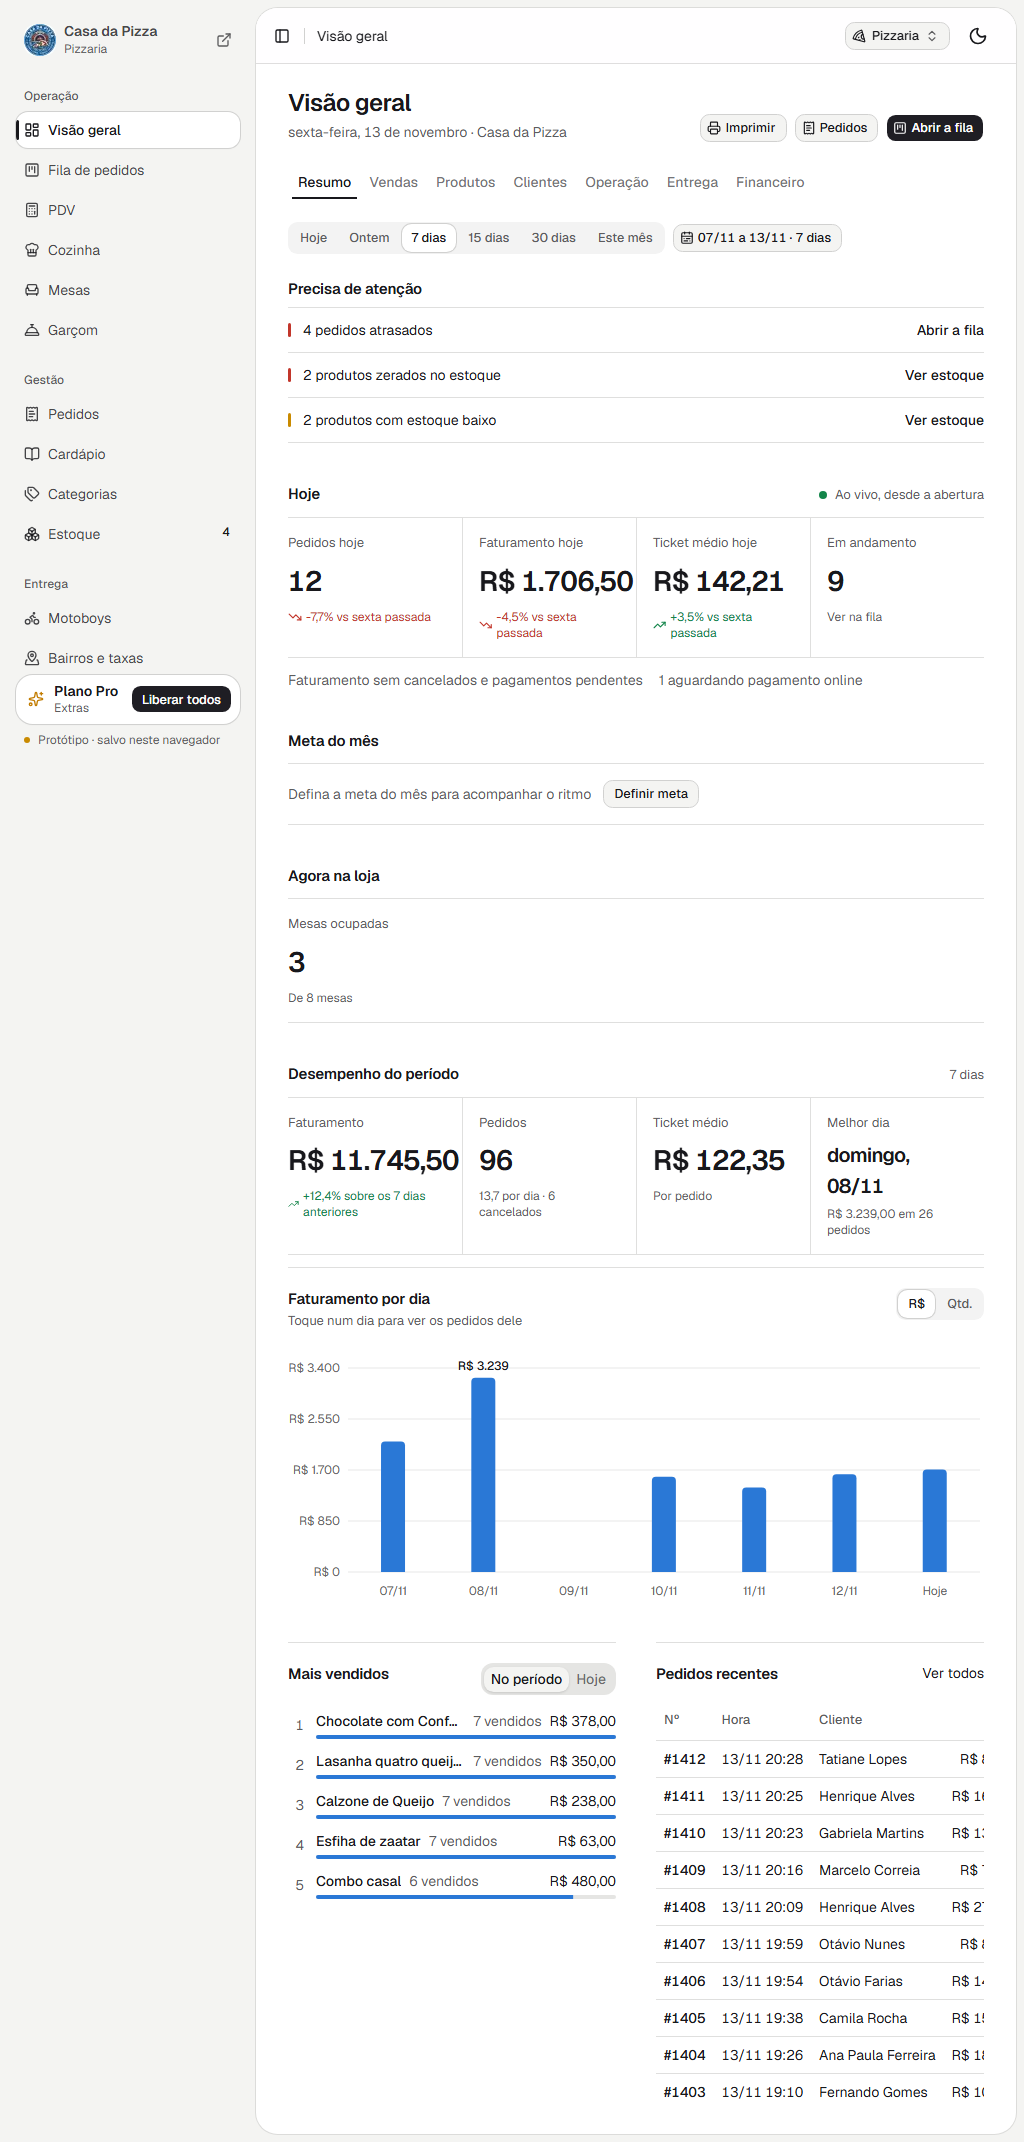 Casa da Pizza
Pizzaria
Operação
Visão geral
Fila de pedidos
PDV
Cozinha
Mesas
Garçom
Gestão
Pedidos
Cardápio
Categorias
Estoque 4
Entrega
Motoboys
Bairros e taxas
Plano Pro
Extras
Liberar todos
Protótipo · salvo neste navegador
Visão geral
Pizzaria
Visão geral
sexta-feira, 13 de novembro · Casa da Pizza
Imprimir Pedidos Abrir a fila
Resumo Vendas Produtos Clientes Operação Entrega Financeiro
Hoje Ontem 7 dias 15 dias 30 dias Este mês 07/11 a 13/11 · 7 dias
Precisa de atenção
4 pedidos atrasados Abrir a fila
2 produtos zerados no estoque Ver estoque
2 produtos com estoque baixo Ver estoque
Hoje Ao vivo, desde a abertura
Pedidos hoje
12
-7,7% vs sexta passada
Faturamento hoje
R$ 1.706,50
-4,5% vs sexta
passada
Ticket médio hoje
R$ 142,21
+3,5% vs sexta
passada
Em andamento
9
Ver na fila
Faturamento sem cancelados e pagamentos pendentes 1 aguardando pagamento online
Meta do mês
Defina a meta do mês para acompanhar o ritmo Definir meta
Agora na loja
Mesas ocupadas
3
De 8 mesas
Desempenho do período 7 dias
Faturamento
R$ 11.745,50
+12,4% sobre os 7 dias
anteriores
Pedidos
96
13,7 por dia · 6
cancelados
Ticket médio
R$ 122,35
Por pedido
Melhor dia
domingo,
08/11
R$ 3.239,00 em 26
pedidos
Faturamento por dia
Toque num dia para ver os pedidos dele
R$ Qtd.
R$ 3.400
R$ 3.239
R$ 2.550
R$ 1.700
R$ 850
R$ 0
07/11 08/11 09/11 10/11 11/11 12/11 Hoje
Mais vendidos No período Hoje
1 Chocolate com Conf... 7 vendidos R$ 378,00
2 Lasanha quatro queij... 7 vendidos R$ 350,00
3 Calzone de Queijo 7 vendidos R$ 238,00
4 Esfiha de zaatar 7 vendidos R$ 63,00
5 Combo casal 6 vendidos R$ 480,00
Pedidos recentes Ver todos
Nº Hora Cliente
#1412 13/11 20:28 Tatiane Lopes R$
#1411 13/11 20:25 Henrique Alves R$
#1410 13/11 20:23 Gabriela Martins R$
#1409 13/11 20:16 Marcelo Correia R$
#1408 13/11 20:09 Henrique Alves R$
#1407 13/11 19:59 Otávio Nunes R$
#1406 13/11 19:54 Otávio Farias R$
#1405 13/11 19:38 Camila Rocha R$
#1404 13/11 19:26 Ana Paula Ferreira R$
#1403 13/11 19:10 Fernando Gomes R$